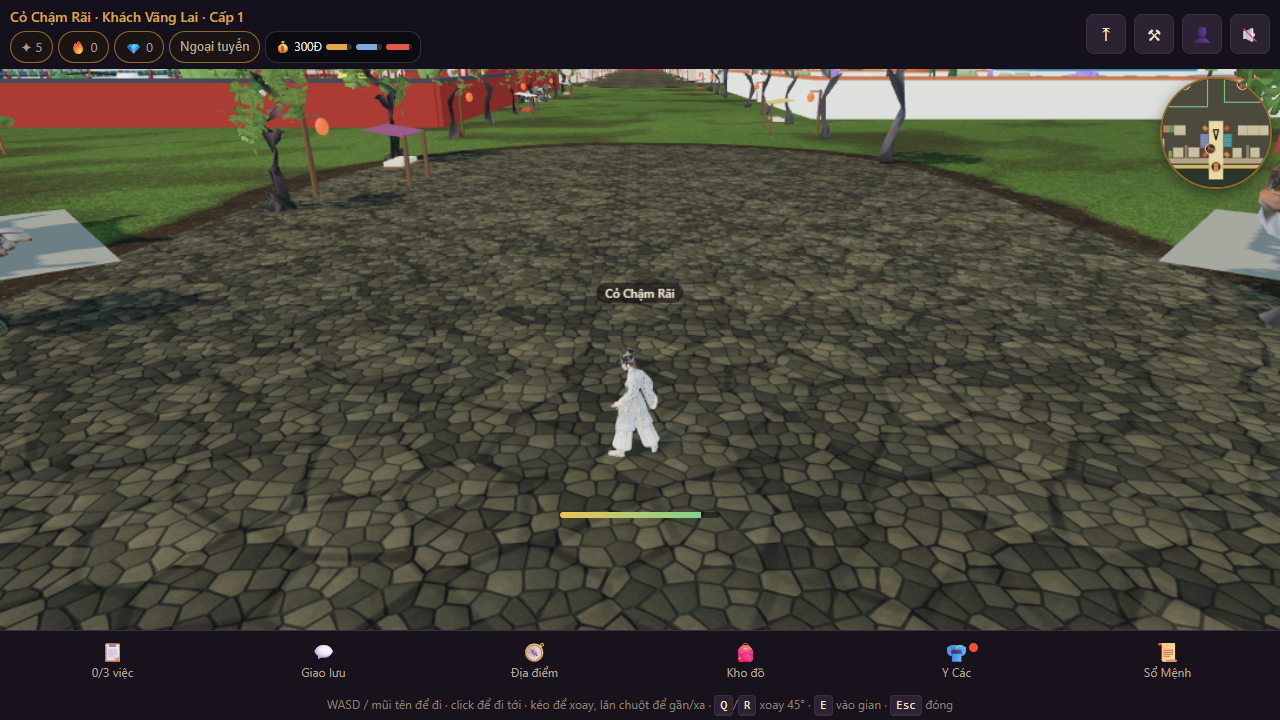 Cỏ Chậm Rãi · Khách Vãng Lai · Cấp 1
5
0
0
Ngoại tuyến
300Đ
Cỏ Chậm Rãi
0/3 việc
Giao lưu
Địa điểm
Kho đồ
Y Các
Sổ Mệnh
WASD / mũi tên để đi · click để đi tới · kéo để xoay, lăn chuột để gần/xa · Q / R xoay 45° · E vào gian · Esc đóng